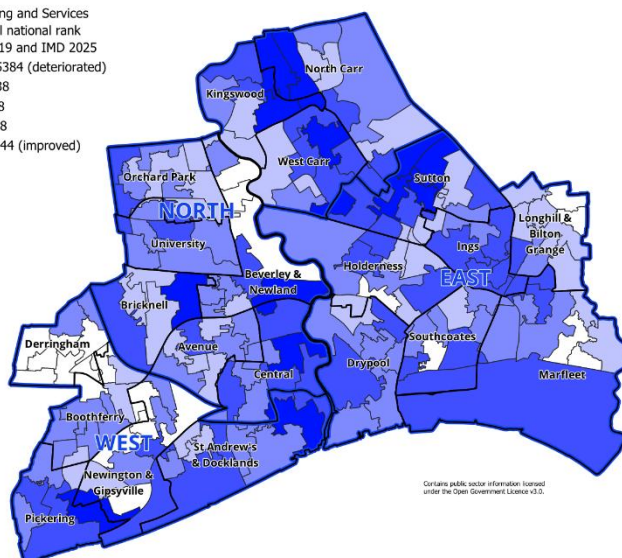 ng and Services
l national rank
19 and IMD 2025
5384 (deteriorated)
38
8
8
44 (improved)
North Carr
Kingswood
West Carr
Orchard Park
Sutton
NORTH
Longhill &
Bilton
Grange
University
Ings
Holderness
EAST
Beverley &
Newland
Bricknell
Derringham
Avenue
Southcoates
Drypool
Central
Marfleet
Boothferry
WEST
St Andrew's
& Docklands
Newington &
Gipsyville
Pickering
Contains public sector information licensed
under the Open Government Licence v3.0.